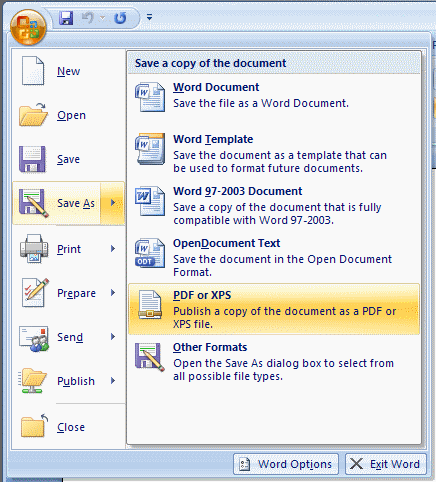 Save a copy of the document
New
Open
Save
Save As
Print
Prepare
Send
Publish
Close
Word Document
Save the file as a Word Document.
Word Template
Save the document as a template that can
be used to format future documents.
Word 97-2003 Document
Save a copy of the document that is fully
compatible with Word 97-2003.
OpenDocument Text
Save the document in the Open Document
Format.
PDF or XPS
Publish a copy of the document as a PDF or
XPS file.
Other Formats
Open the Save As dialog box to select from
all possible file types.
Word Options
Exit Word